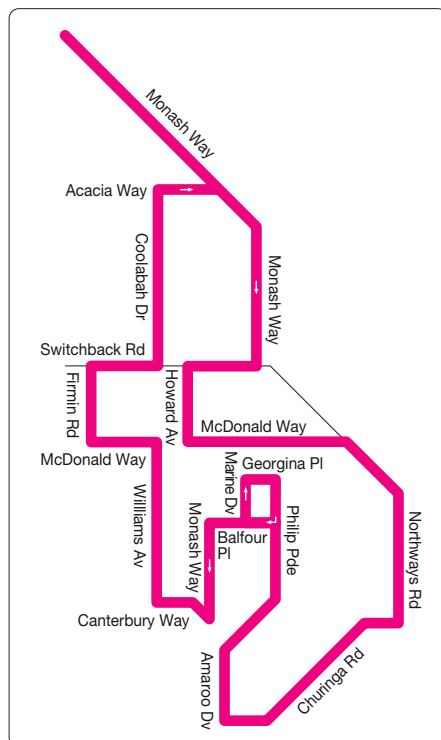 Monash Way
Acacia Way
Coolabah Dr
Monash Way
Switchback Rd
Firmin Rd
Howard Av
McDonald Way
McDonald Way
Georgina Pl
Marine Dv
Willliams Av
Monash Way
Balfour
Pl
Philip Pde
Northways Rd
Canterbury Way
Amaroo Dv
Churinga Rd